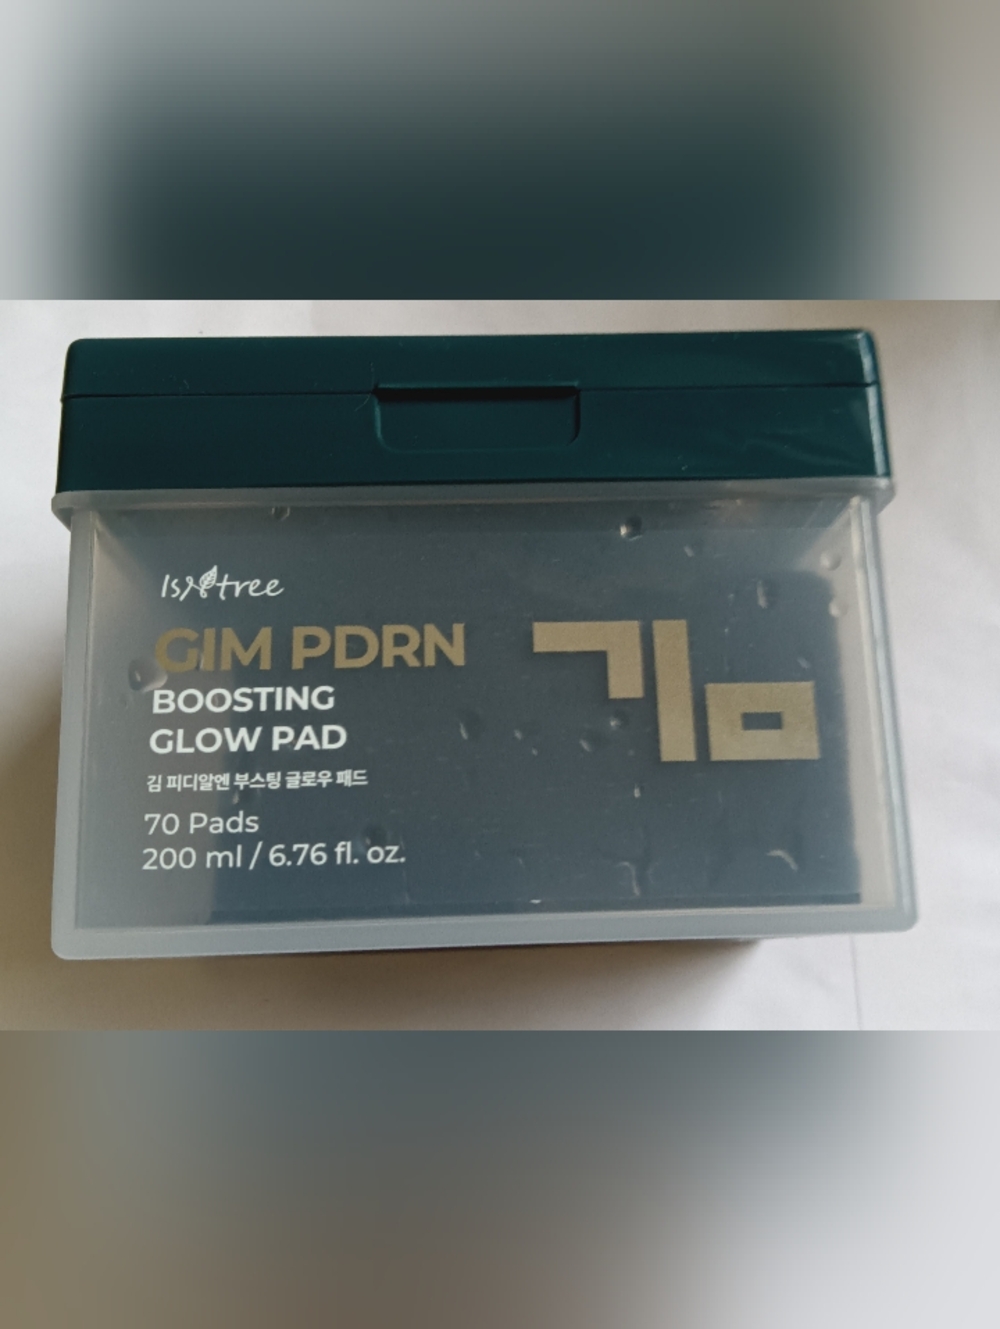 IsNtree
GIM PDRN
BOOSTING
GLOW PAD
김 피디알엔 부스팅 글로우 패드
70 Pads
200 ml / 6.76 fl. oz.
김